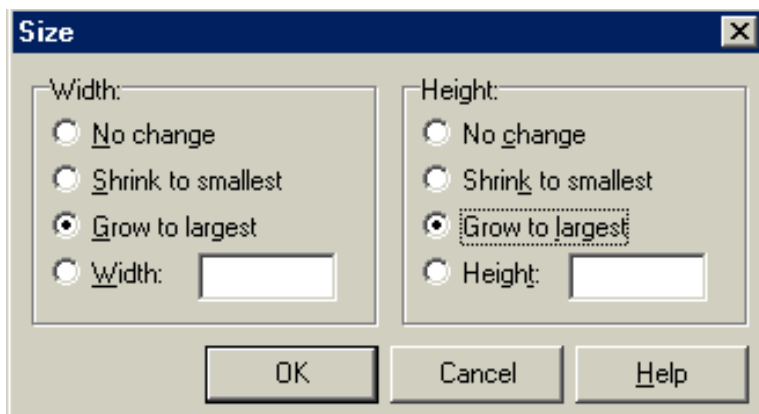 Size
Width:
No change
Shrink to smallest
Grow to largest
Width:
Height:
No change
Shrink to smallest
Grow to largest
Height:
OK Cancel Help